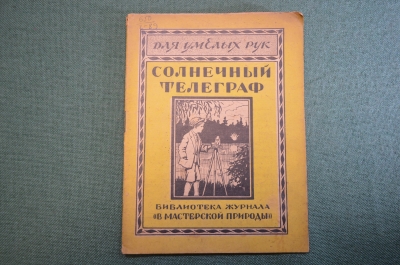 ДЛЯ УМЕЛЫХ РУК
СОЛНЕЧНЫЙ
ТЕЛЕГРАФ
БИБЛИОТЕКА ЖУРНАЛА
"В МАСТЕРСКОЙ ПРИРОДЫ"